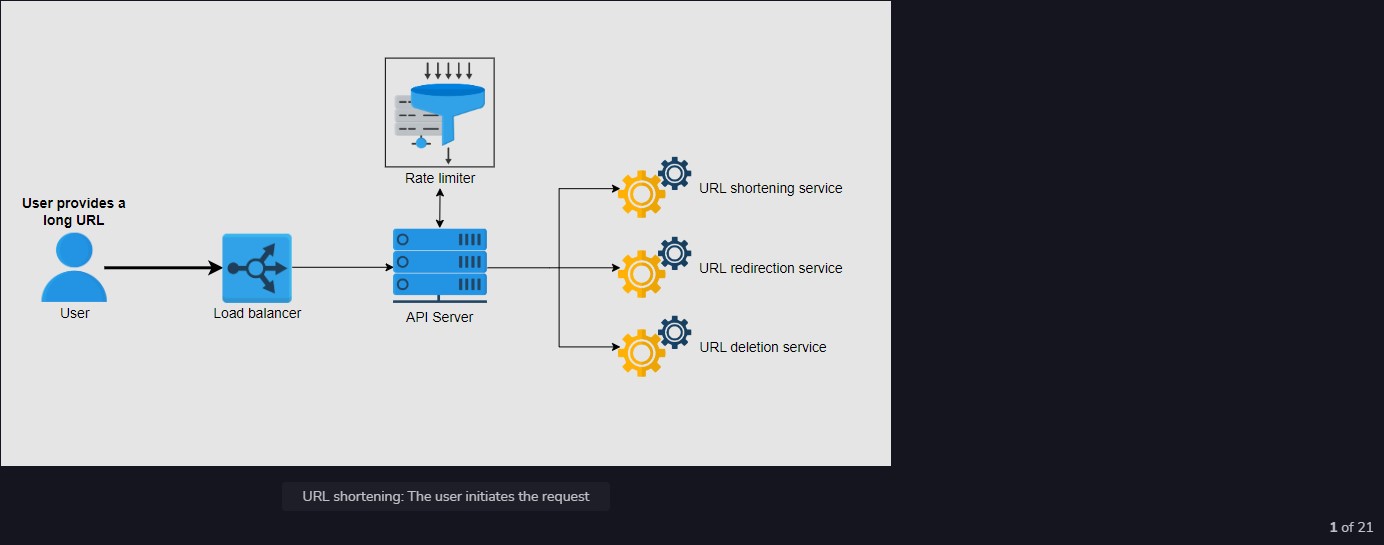 Rate limiter
User provides a
long URL
User
Load balancer
API Server
URL shortening service
URL redirection service
URL deletion service
URL shortening: The user initiates the request
1 of 21